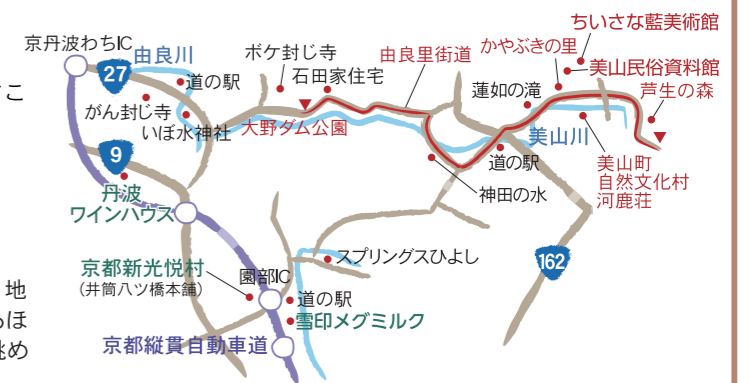 ちいさな藍美術館
京丹波わちIC
由良川
ボケ封じ寺
石田家住宅
由良里街道
かやぶきの里
美山民俗資料館
27
道の駅
蓮如の滝
芦生の森
こ
がん封じ寺
いぼ水神社
大野ダム公園
美山川
9
道の駅
美山町
自然文化村
河鹿荘
神田の水
丹波
ワインハウス
スプリングスひよし
162
京都新光悦村
(井筒八ツ橋本舗)
園部IC
道の駅
雪印メグミルク
地
ほ
京都縦貫自動車道
め